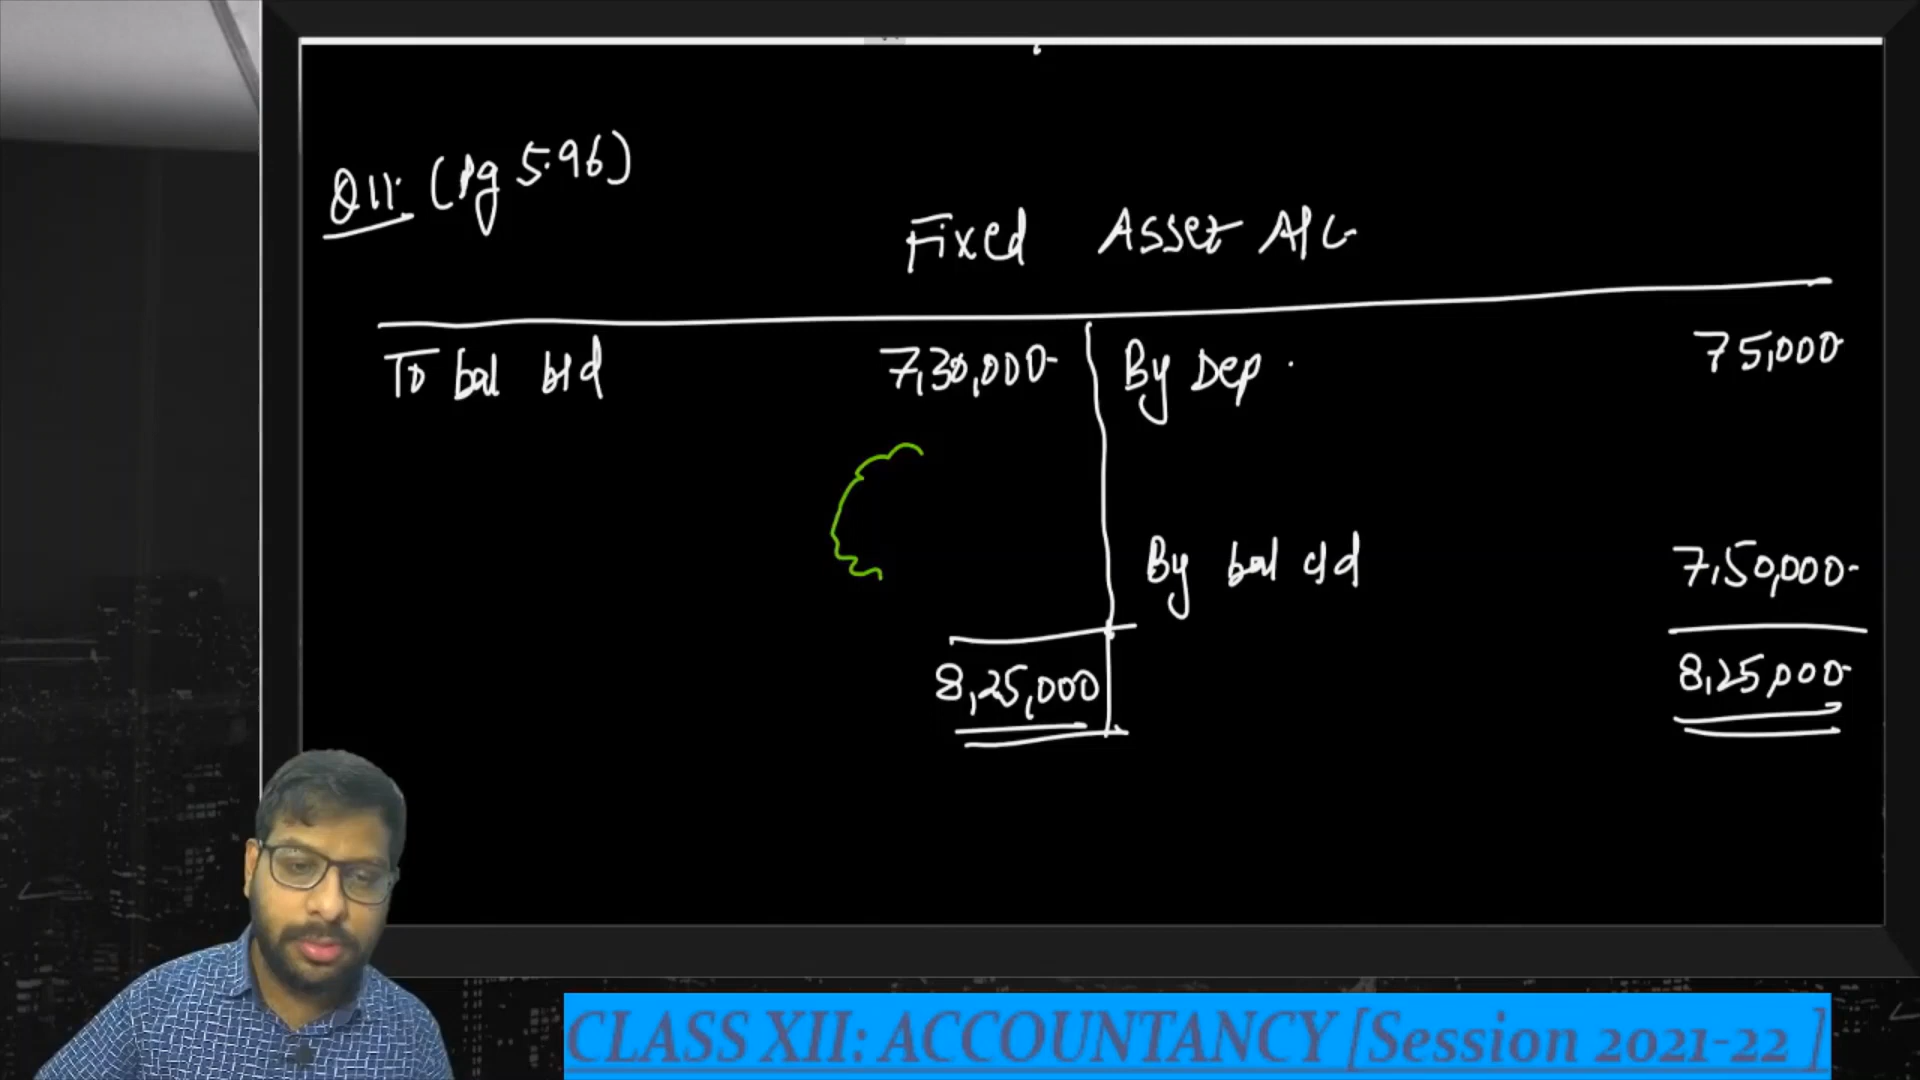 Q11. (Pg 5.96)
Fixed Asset A/C
To bal b/d 7,30,000 By Dep. 75,000
By bal c/d 7,50,000
8,25,000 8,25,000
CLASS XII: ACCOUNTANCY [Session 2021-22 ]